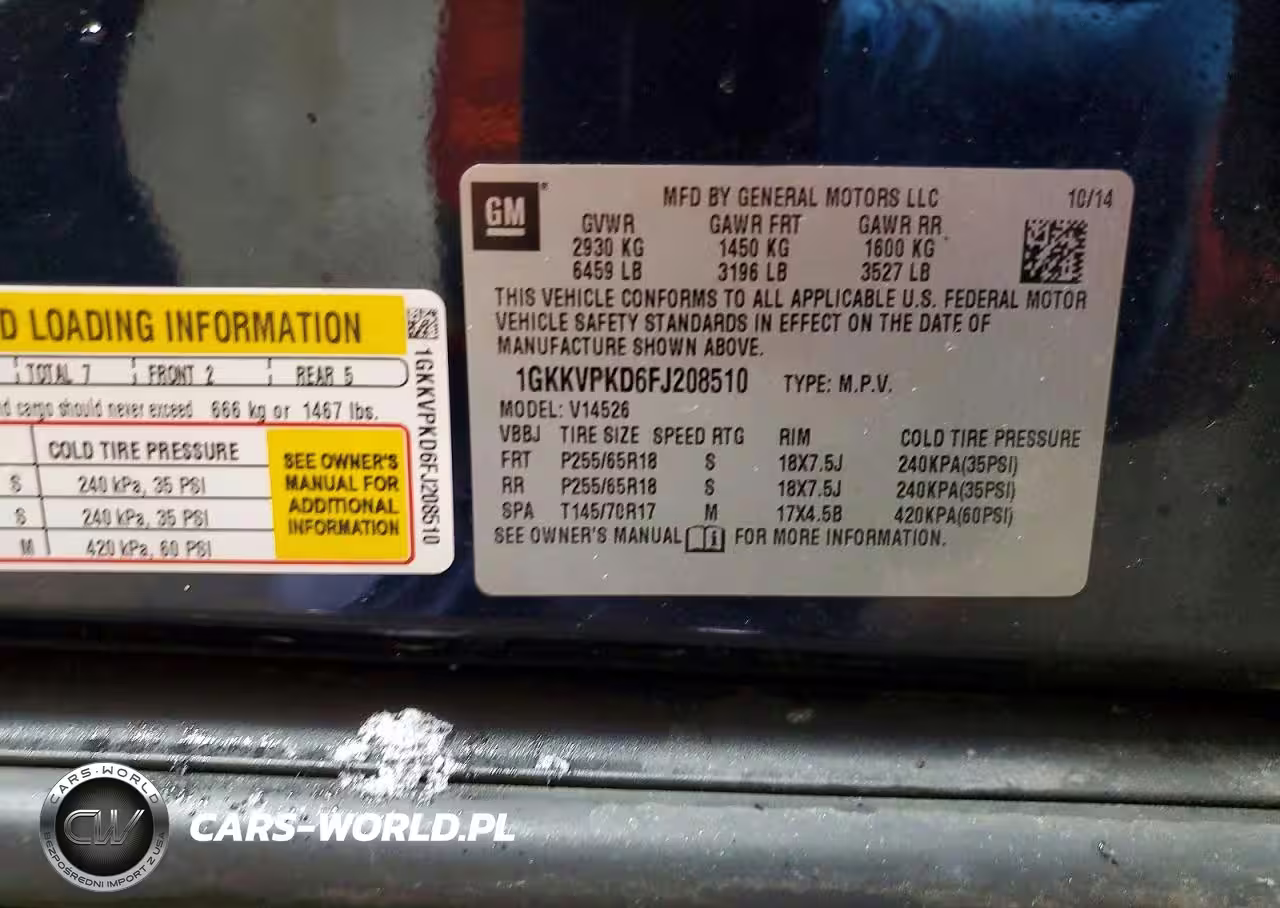 D LOADING INFORMATION
TOTAL 7 FRONT 2 REAR 5
nd cargo should never exceed 666 kg or 1467 lbs.
COLD TIRE PRESSURE
S 240 kPa, 35 PSI
S 240 kPa, 35 PSI
M 420 kPa, 60 PSI
SEE OWNER'S
MANUAL FOR
ADDITIONAL
INFORMATION
1GKKVPKD6FJ208510
GM®
MFD BY GENERAL MOTORS LLC 10/14
GVWR GAWR FRT GAWR RR
2930 KG 1450 KG 1600 KG
6459 LB 3196 LB 3527 LB
THIS VEHICLE CONFORMS TO ALL APPLICABLE U.S. FEDERAL MOTOR
VEHICLE SAFETY STANDARDS IN EFFECT ON THE DATE OF
MANUFACTURE SHOWN ABOVE.
1GKKVPKD6FJ208510 TYPE: M.P.V.
MODEL: V14526
VBBJ TIRE SIZE SPEED RTG RIM COLD TIRE PRESSURE
FRT P255/65R18 S 18X7.5J 240KPA(35PSI)
RR P255/65R18 S 18X7.5J 240KPA(35PSI)
SPA T145/70R17 M 17X4.5B 420KPA(60PSI)
SEE OWNER'S MANUAL FOR MORE INFORMATION.
CARS-WORLD
CW
BEZPOŚREDNI IMPORT Z USA
CARS-WORLD.PL